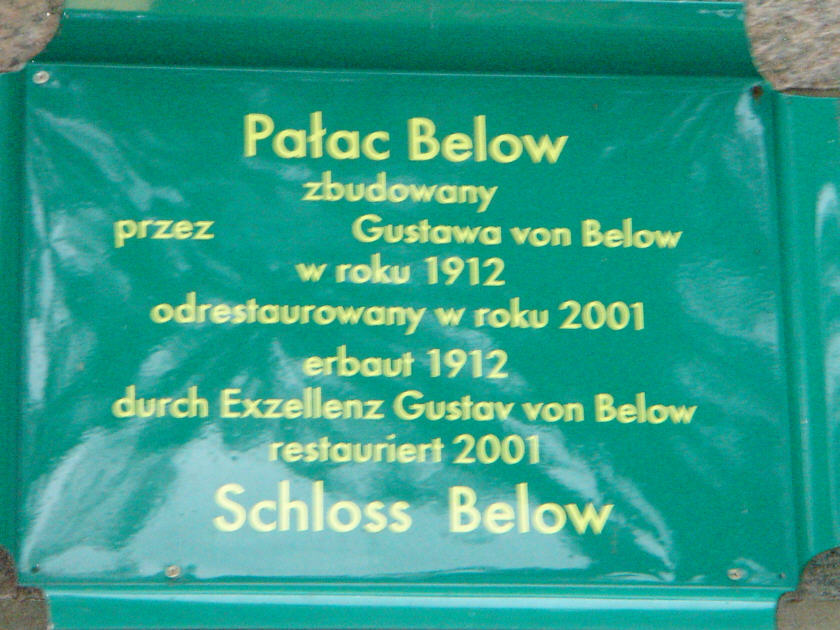 Pałac Below
zbudowany
przez Gustawa von Below
w roku 1912
odrestaurowany w roku 2001
erbaut 1912
durch Exzellenz Gustav von Below
restauriert 2001
Schloss Below